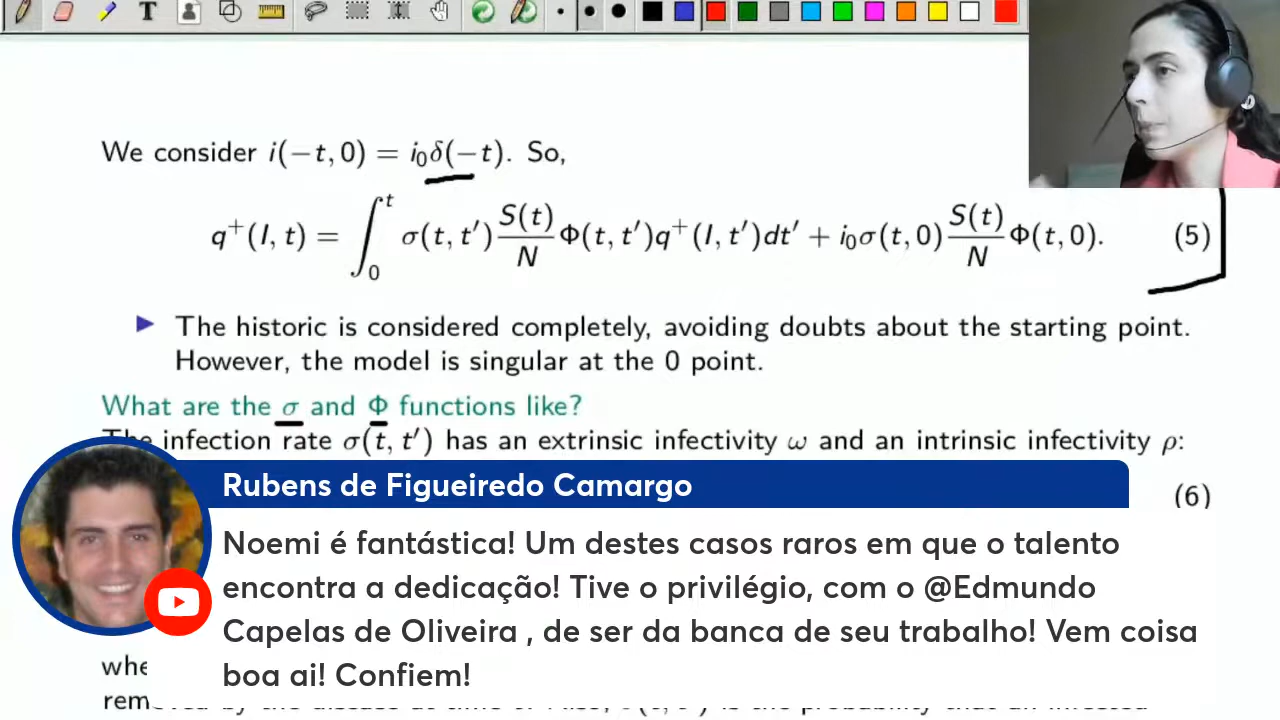 We consider i(−t, 0) = i₀δ(−t). So,
q⁺(I, t) = ∫₀ᵗ σ(t, t′) S(t)/N Φ(t, t′)q⁺(I, t′)dt′ + i₀σ(t, 0) S(t)/N Φ(t, 0). (5)
▶ The historic is considered completely, avoiding doubts about the starting point.
However, the model is singular at the 0 point.
What are the σ and Φ functions like?
The infection rate σ(t, t′) has an extrinsic infectivity ω and an intrinsic infectivity ρ:
Rubens de Figueiredo Camargo
(6)
Noemi é fantástica! Um destes casos raros em que o talento
encontra a dedicação! Tive o privilégio, com o @Edmundo
Capelas de Oliveira , de ser da banca de seu trabalho! Vem coisa
boa ai! Confiem!